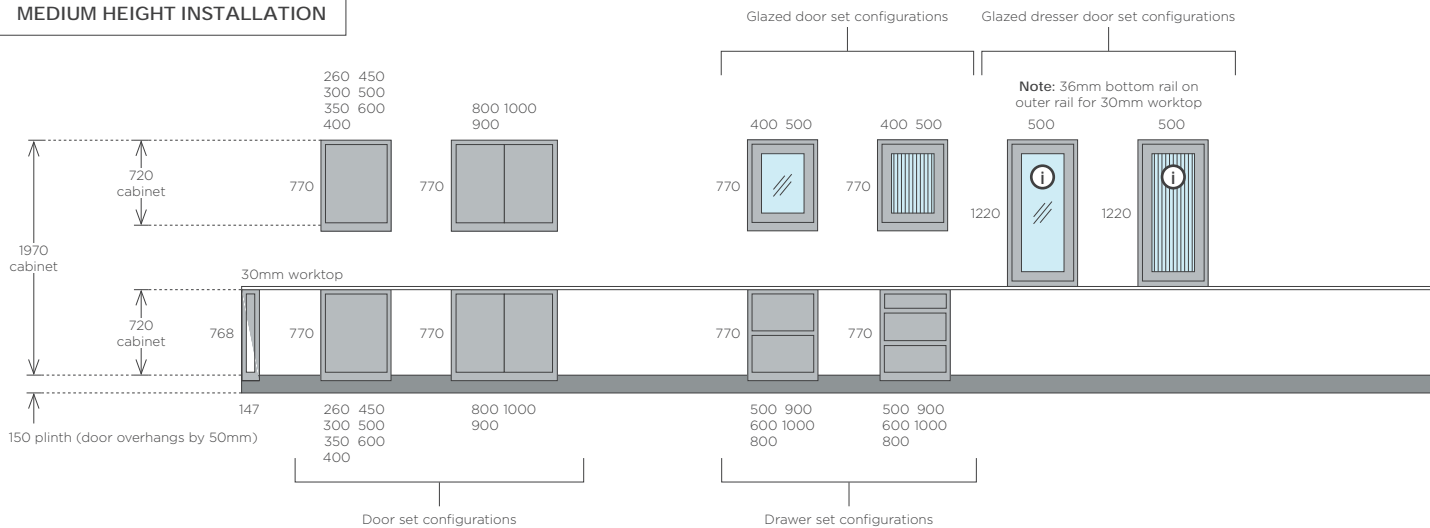 MEDIUM HEIGHT INSTALLATION
Glazed door set configurations
Glazed dresser door set configurations
Note: 36mm bottom rail on
outer rail for 30mm worktop
260 450
300 500
350 600
400
800 1000
900
400 500
400 500
500
500
720
cabinet
770
770
770
770
1220
i
1220
i
1970
cabinet
30mm worktop
720
cabinet
768
770
770
770
770
147
260 450
300 500
350 600
400
800 1000
900
500 900
600 1000
800
500 900
600 1000
800
150 plinth (door overhangs by 50mm)
Door set configurations
Drawer set configurations